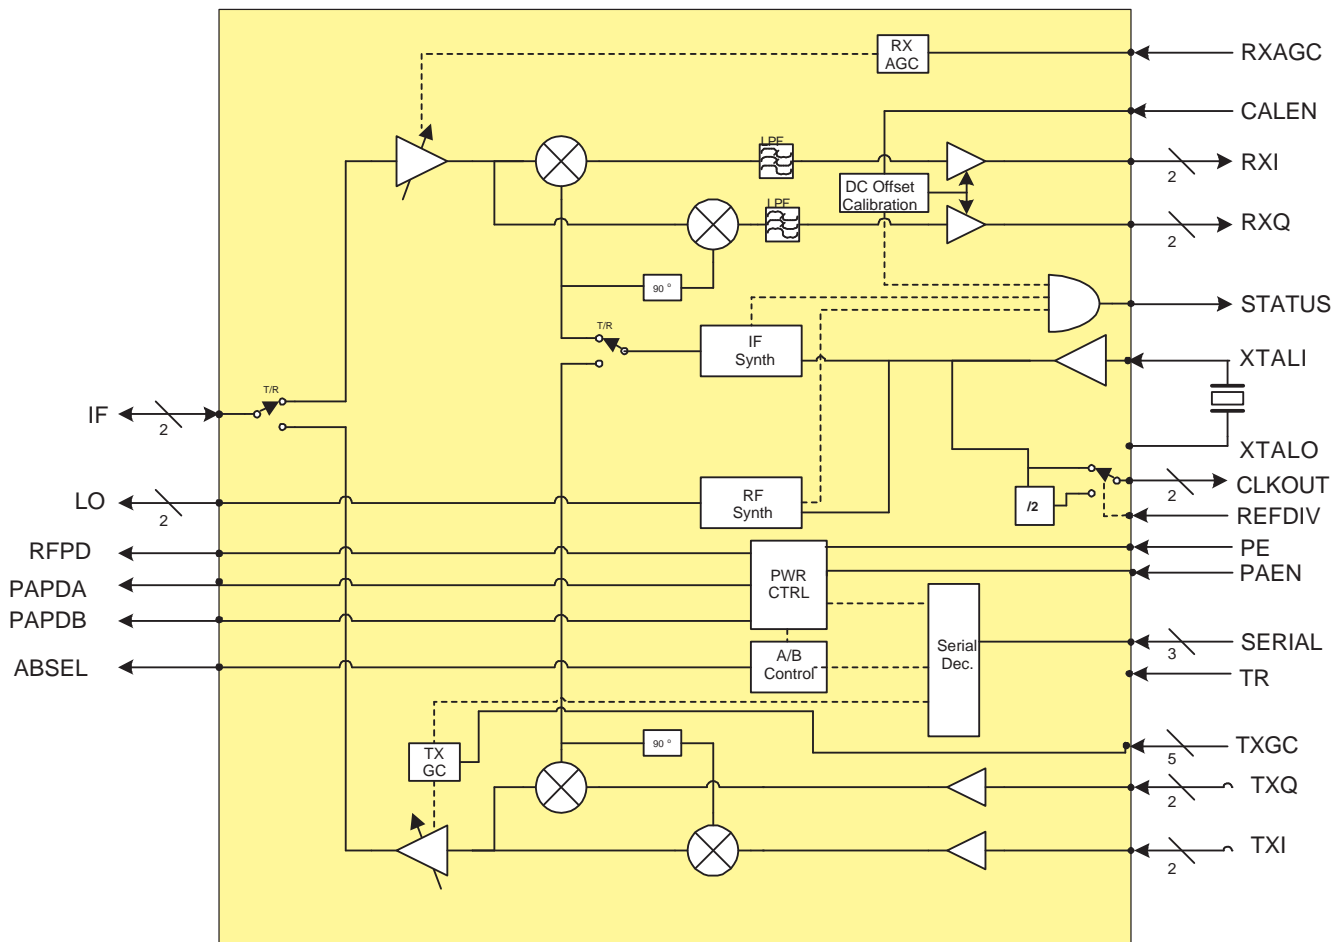 RX
AGC
RXAGC
CALEN
LPF
RXI
2
DC Offset
Calibration
LPF
RXQ
2
90 °
STATUS
T/R
IF
Synth
XTALI
T/R
IF
2
XTALO
LO
2
RF
Synth
/2
CLKOUT
2
REFDIV
RFPD
PE
PAPDA
PWR
CTRL
PAEN
PAPDB
SERIAL
3
ABSEL
A/B
Control
Serial
Dec.
TR
TX
GC
90 °
TXGC
5
TXQ
2
TXI
2